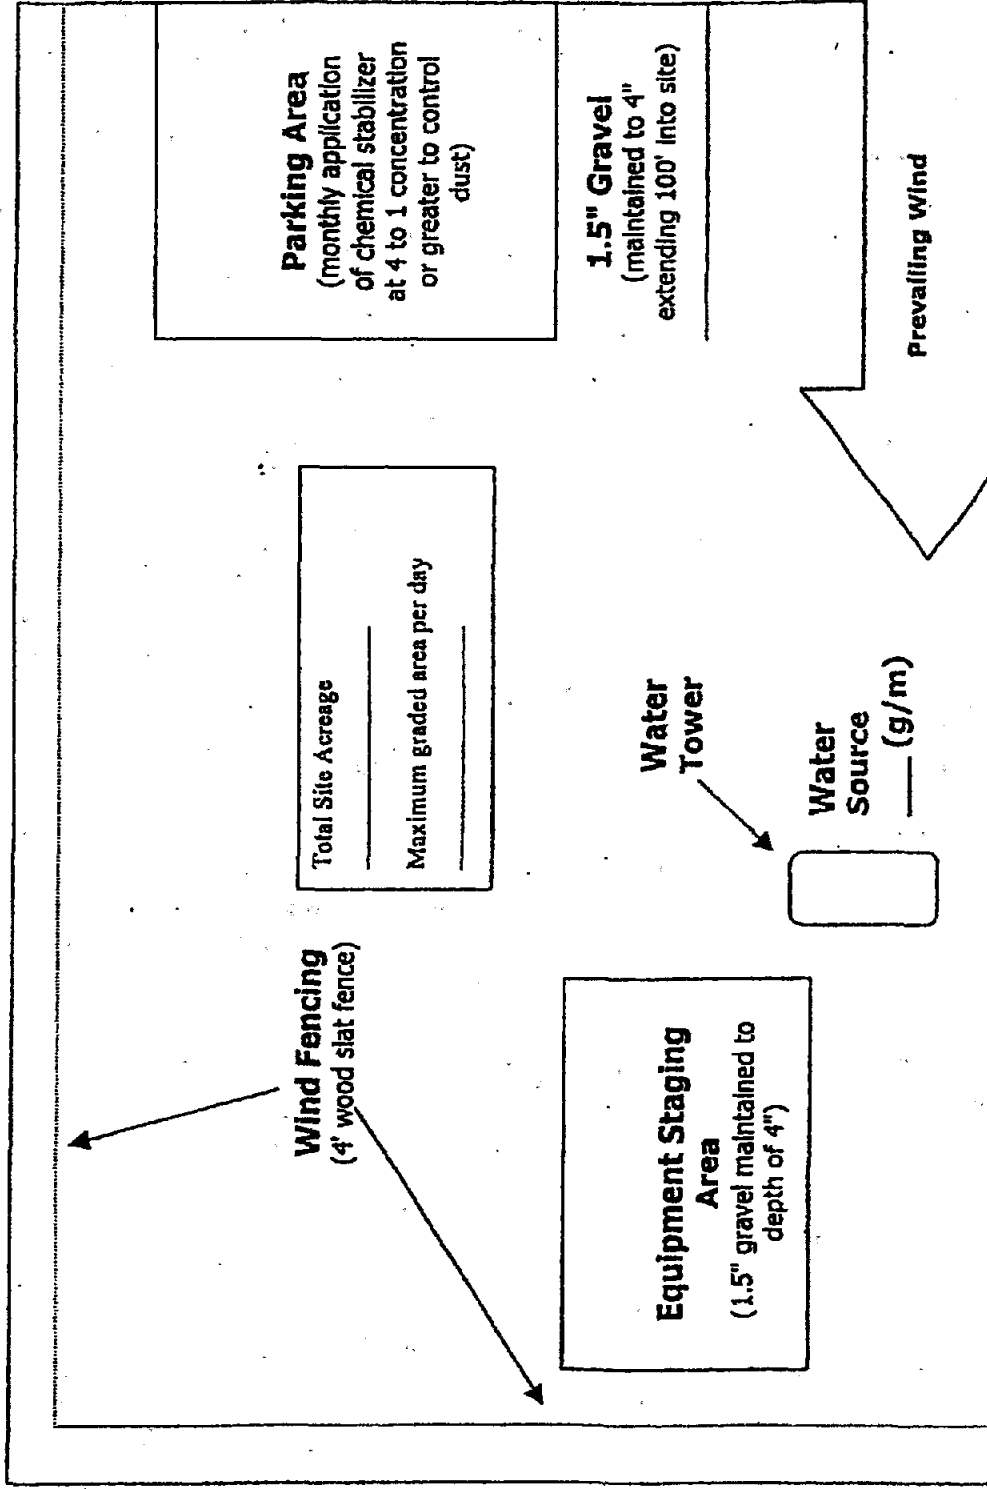 Wind Fencing
(4' wood slat fence)
Total Site Acreage
Maximum graded area per day
Parking Area
(monthly application
of chemical stabilizer
at 4 to 1 concentration
or greater to control
dust)
1.5" Gravel
(maintained to 4"
extending 100' into site)
Equipment Staging
Area
(1.5" gravel maintained to
depth of 4")
Water
Tower
Water
Source
(g/m)
Prevailing Wind